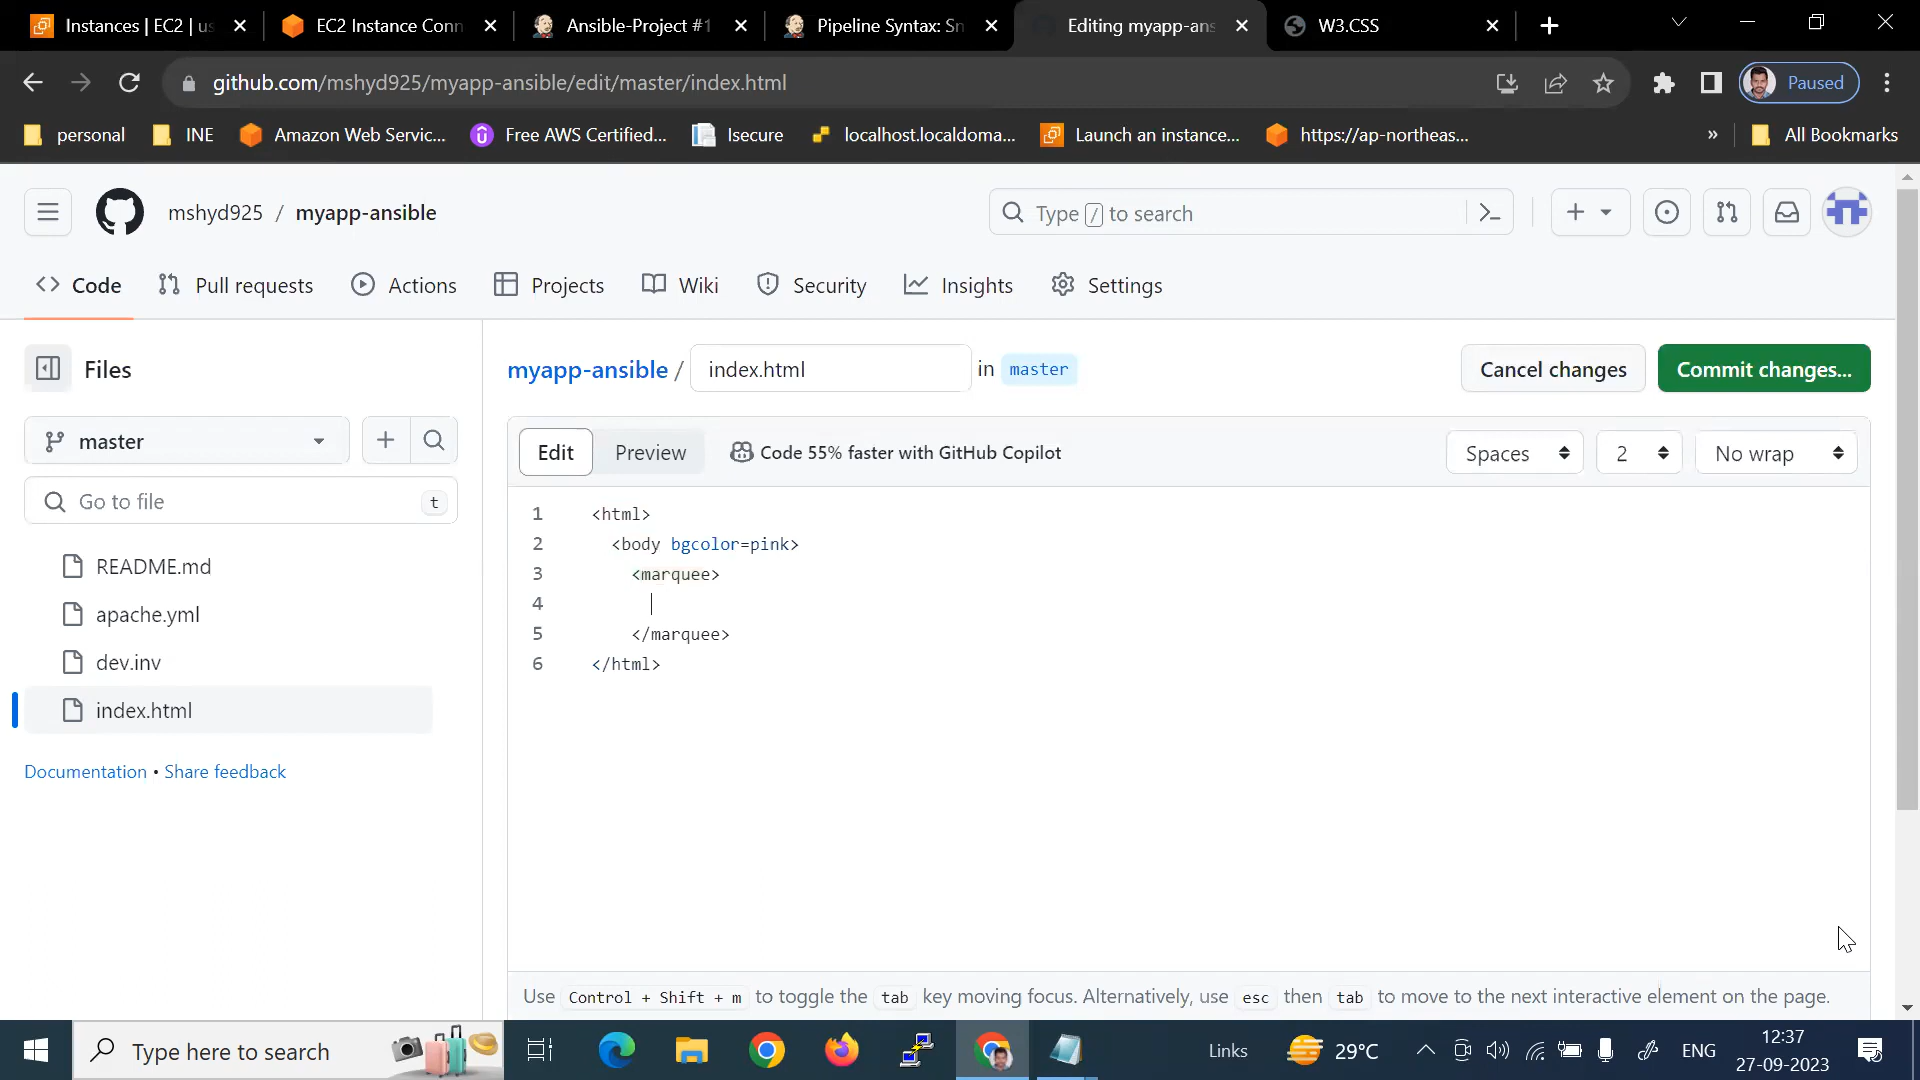 Instances | EC2 | us
EC2 Instance Conn
Ansible-Project #1
Pipeline Syntax: Sn
Editing myapp-ans
W3.CSS
github.com/mshyd925/myapp-ansible/edit/master/index.html
Paused
personal
INE
Amazon Web Servic...
Free AWS Certified...
Isecure
localhost.localdoma...
Launch an instance...
https://ap-northeas...
»
All Bookmarks
mshyd925 / myapp-ansible
Type / to search
Code
Pull requests
Actions
Projects
Wiki
Security
Insights
Settings
Files
myapp-ansible / index.html in master
Cancel changes
Commit changes...
master
Go to file
t
README.md
apache.yml
dev.inv
index.html
Documentation • Share feedback
Edit
Preview
Code 55% faster with GitHub Copilot
Spaces
2
No wrap
1 <html>
2 <body bgcolor=pink>
3 <marquee>
4
5 </marquee>
6 </html>
Use Control + Shift + m to toggle the tab key moving focus. Alternatively, use esc then tab to move to the next interactive element on the page.
Type here to search
Links
29°C
ENG
12:37
27-09-2023